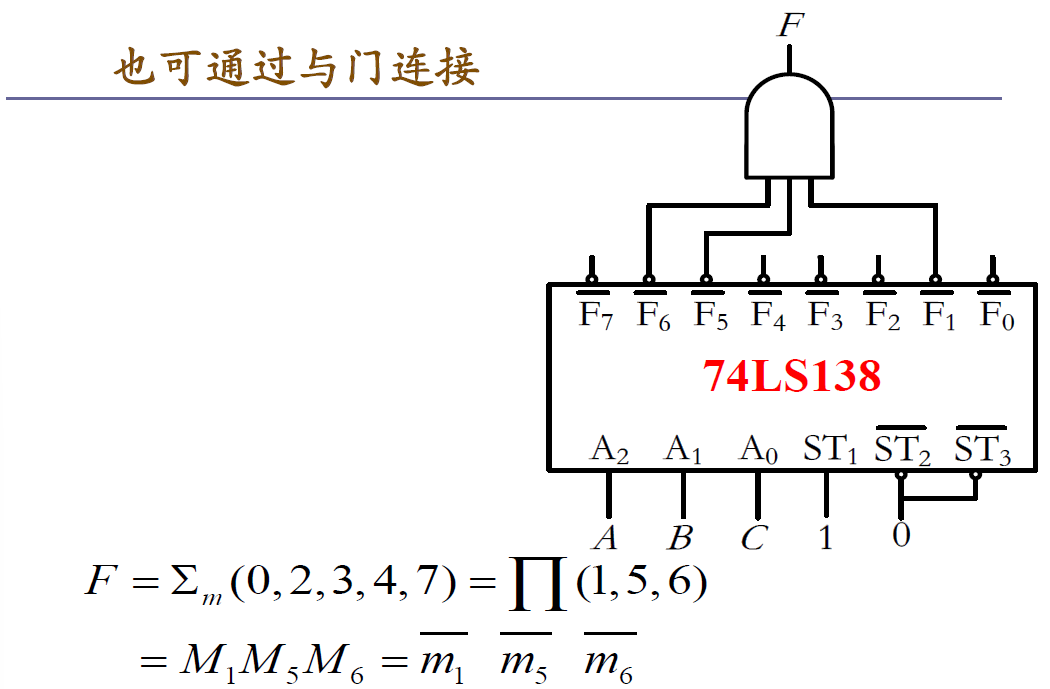 F
也可通过与门连接
F̅₇ F̅₆ F̅₅ F̅₄ F̅₃ F̅₂ F̅₁ F̅₀
74LS138
A₂ A₁ A₀ ST₁ S̅T̅₂ S̅T̅₃
A B C 1 0
F = Σₘ(0, 2, 3, 4, 7) = ∏(1, 5, 6)
= M₁M₅M₆ = m̅₁ m̅₅ m̅₆